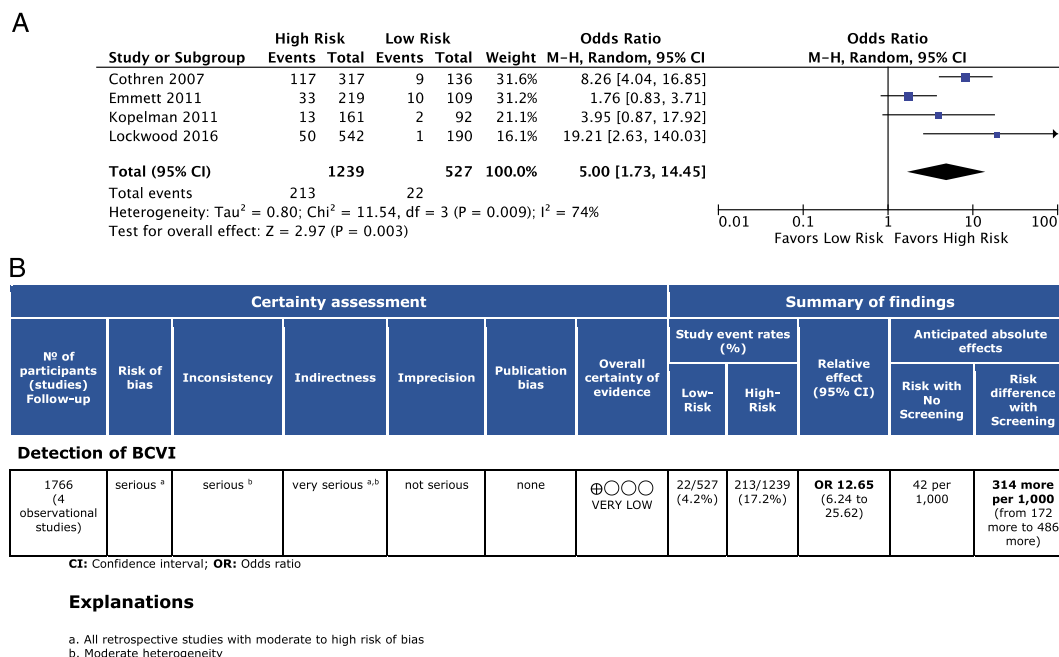 A
High Risk Low Risk Odds Ratio Odds Ratio
Study or Subgroup Events Total Events Total Weight M-H, Random, 95% CI M-H, Random, 95% CI
Cothren 2007 117 317 9 136 31.6% 8.26 [4.04, 16.85]
Emmett 2011 33 219 10 109 31.2% 1.76 [0.83, 3.71]
Kopelman 2011 13 161 2 92 21.1% 3.95 [0.87, 17.92]
Lockwood 2016 50 542 1 190 16.1% 19.21 [2.63, 140.03]
Total (95% CI) 1239 527 100.0% 5.00 [1.73, 14.45]
Total events 213 22
Heterogeneity: Tau² = 0.80; Chi² = 11.54, df = 3 (P = 0.009); I² = 74%
Test for overall effect: Z = 2.97 (P = 0.003)
0.01 0.1 1 10 100
Favors Low Risk Favors High Risk
B
Certainty assessment
Summary of findings
№ of
participants
(studies)
Follow-up
Risk of
bias
Inconsistency
Indirectness
Imprecision
Publication
bias
Overall
certainty of
evidence
Study event rates
(%)
Low-
Risk
High-
Risk
Relative
effect
(95% CI)
Anticipated absolute
effects
Risk with
No
Screening
Risk
difference
with
Screening
Detection of BCVI
1766
(4
observational
studies)
serious a
serious b
very serious a,b
not serious
none
⊕◯◯◯
VERY LOW
22/527
(4.2%)
213/1239
(17.2%)
OR 12.65
(6.24 to
25.62)
42 per
1,000
314 more
per 1,000
(from 172
more to 486
more)
CI: Confidence interval; OR: Odds ratio
Explanations
a. All retrospective studies with moderate to high risk of bias
b. Moderate heterogeneity